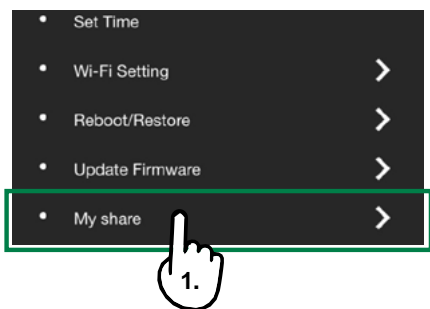 Set Time
Wi-Fi Setting
Reboot/Restore
Update Firmware
My share
1.